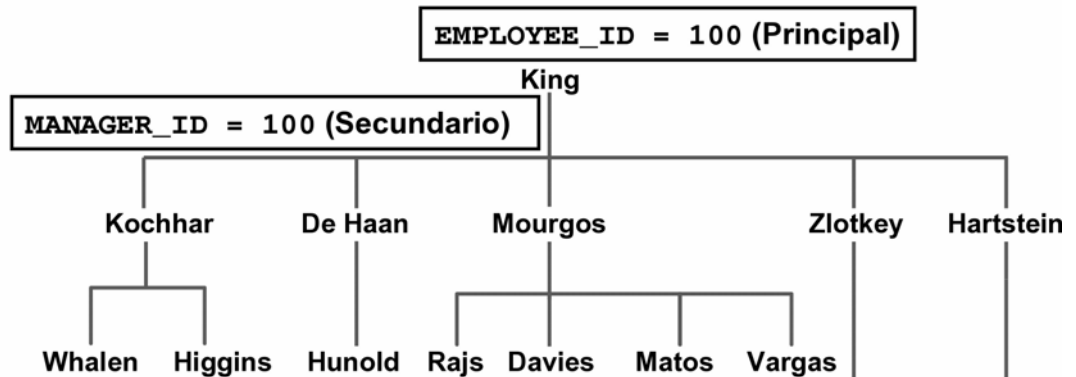 EMPLOYEE_ID = 100 (Principal)
King
MANAGER_ID = 100 (Secundario)
Kochhar De Haan Mourgos Zlotkey Hartstein
Whalen Higgins Hunold Rajs Davies Matos Vargas